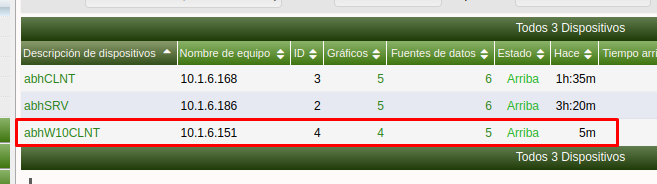 Todos 3 Dispositivos
Descripción de dispositivos Nombre de equipo ID Gráficos Fuentes de datos Estado Hace Tiempo arri
abhCLNT 10.1.6.168 3 5 6 Arriba 1h:35m
abhSRV 10.1.6.186 2 5 6 Arriba 3h:20m
abhW10CLNT 10.1.6.151 4 4 5 Arriba 5m
Todos 3 Dispositivos